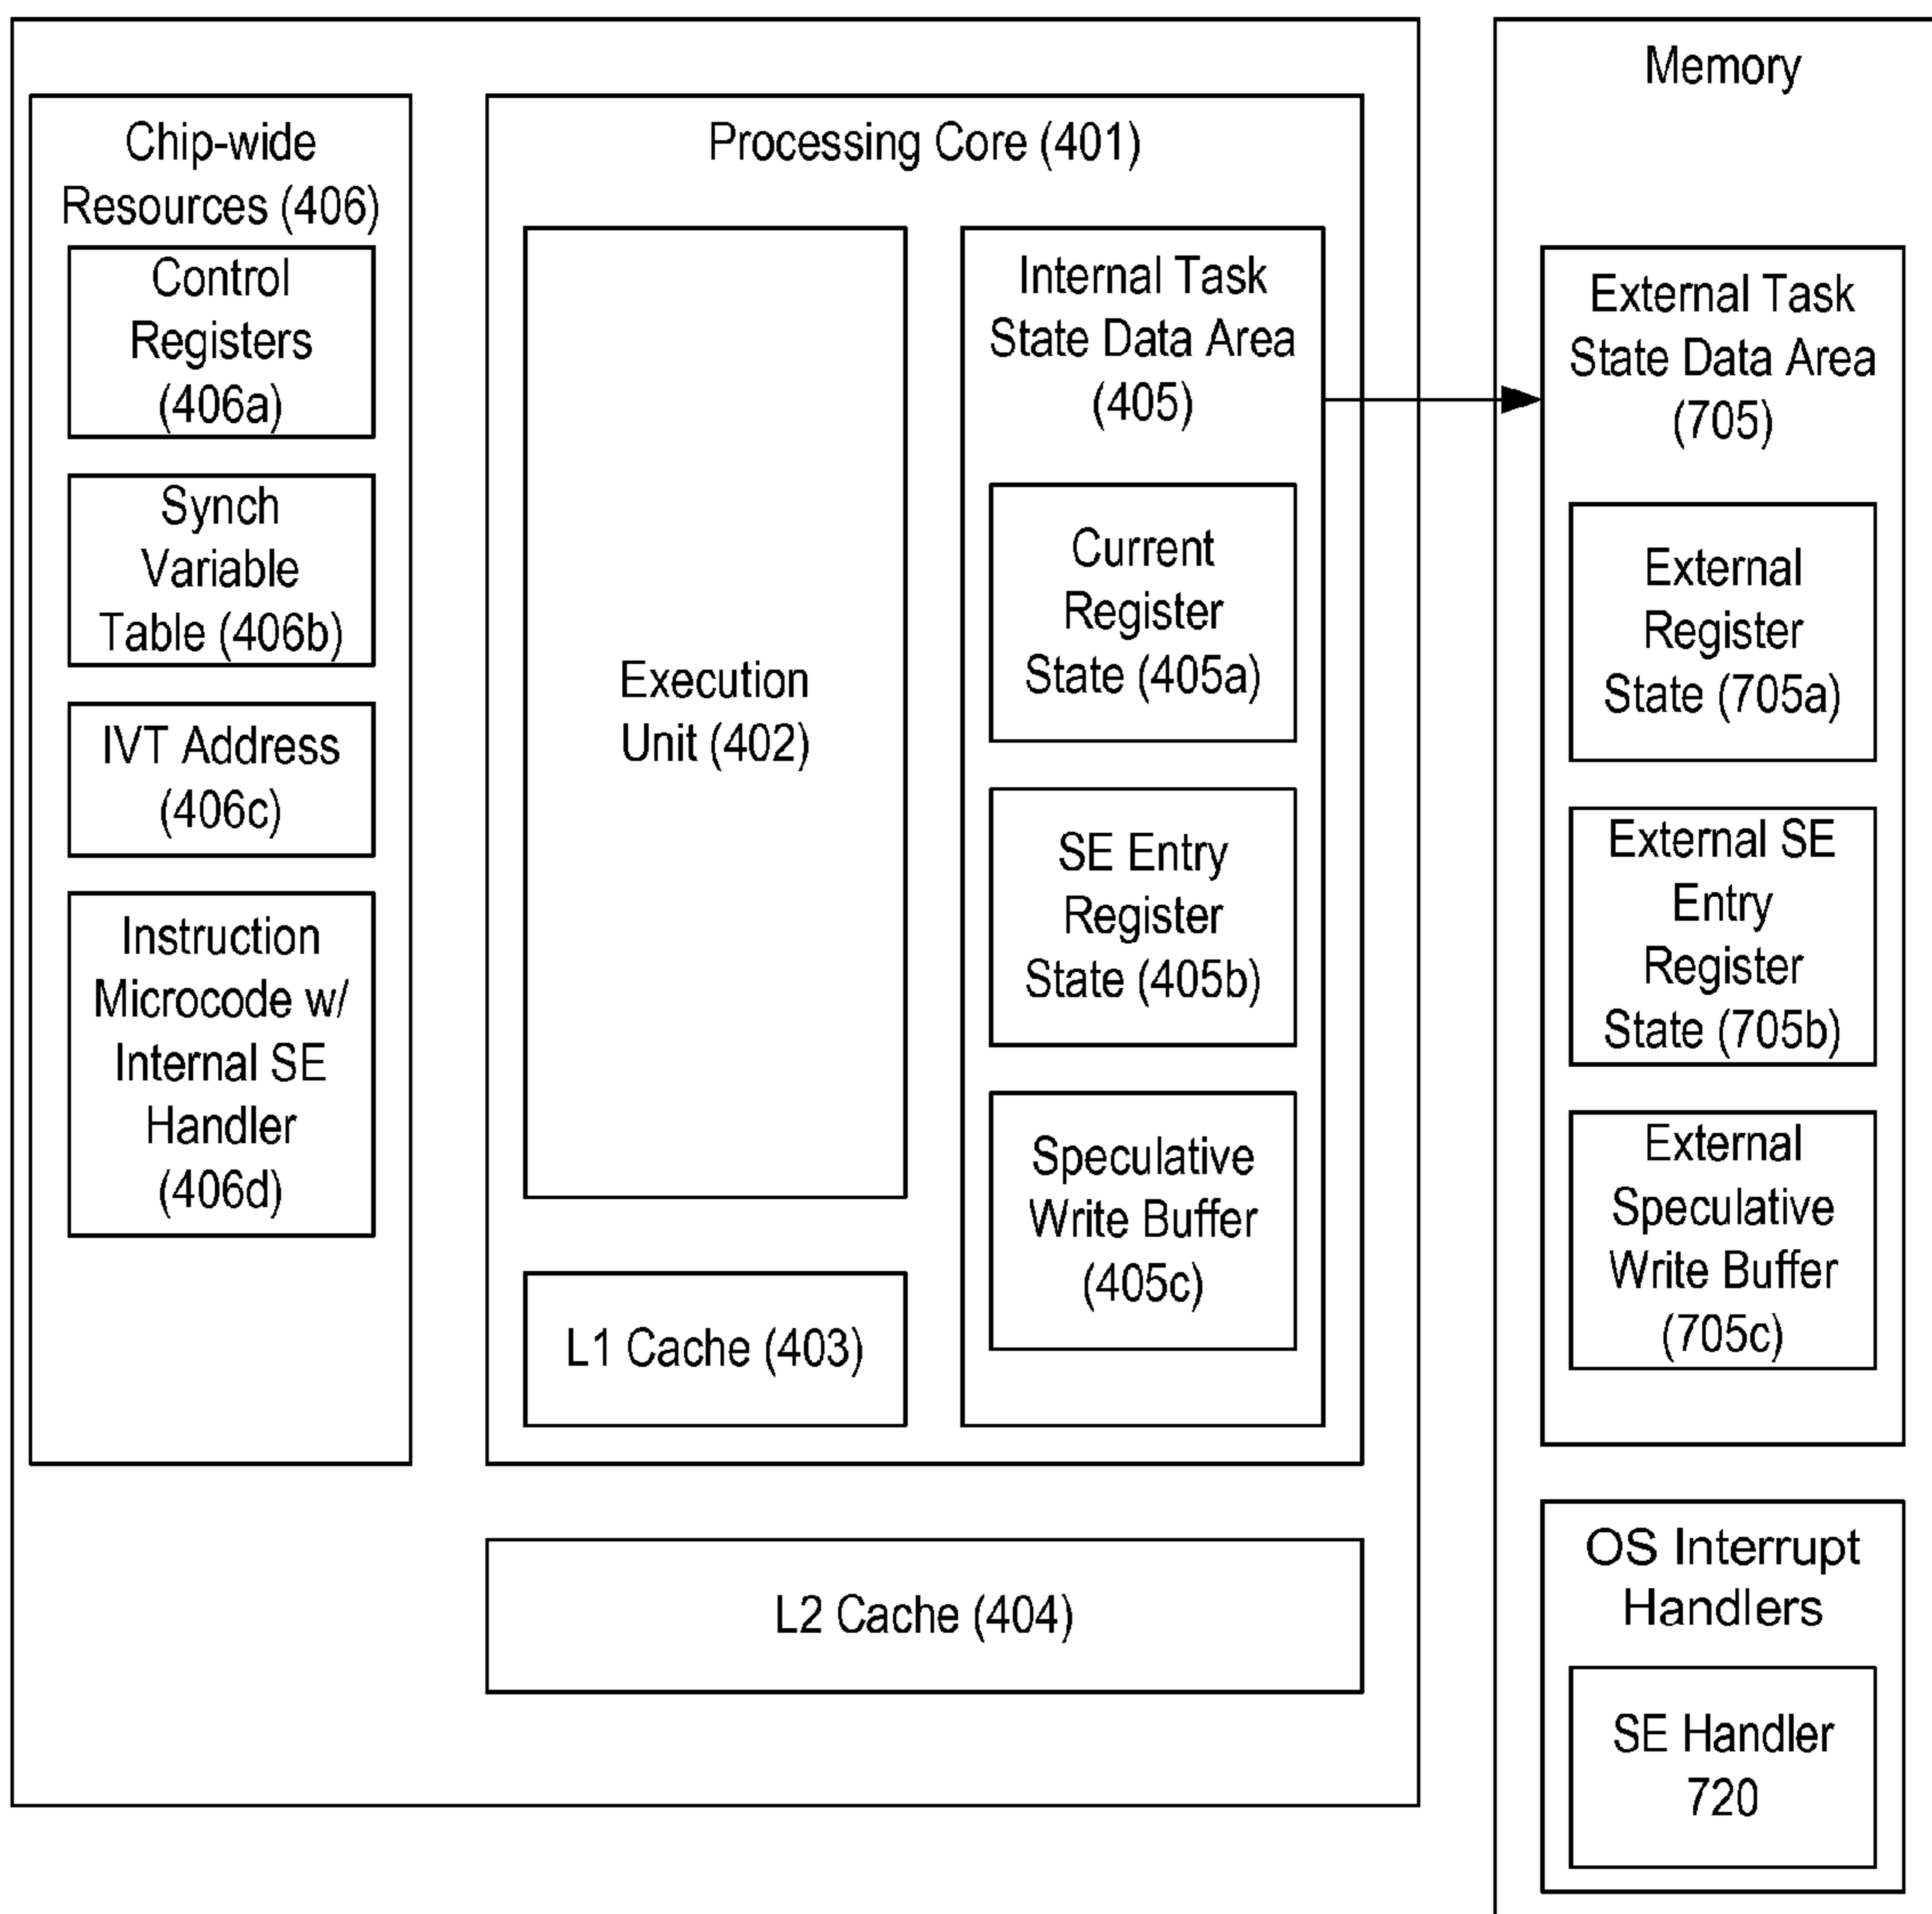 Chip-wide
Resources (406)
Control
Registers
(406a)
Synch
Variable
Table (406b)
IVT Address
(406c)
Instruction
Microcode w/
Internal SE
Handler
(406d)
Processing Core (401)
Execution
Unit (402)
L1 Cache (403)
Internal Task
State Data Area
(405)
Current
Register
State (405a)
SE Entry
Register
State (405b)
Speculative
Write Buffer
(405c)
L2 Cache (404)
Memory
External Task
State Data Area
(705)
External
Register
State (705a)
External SE
Entry
Register
State (705b)
External
Speculative
Write Buffer
(705c)
OS Interrupt
Handlers
SE Handler
720